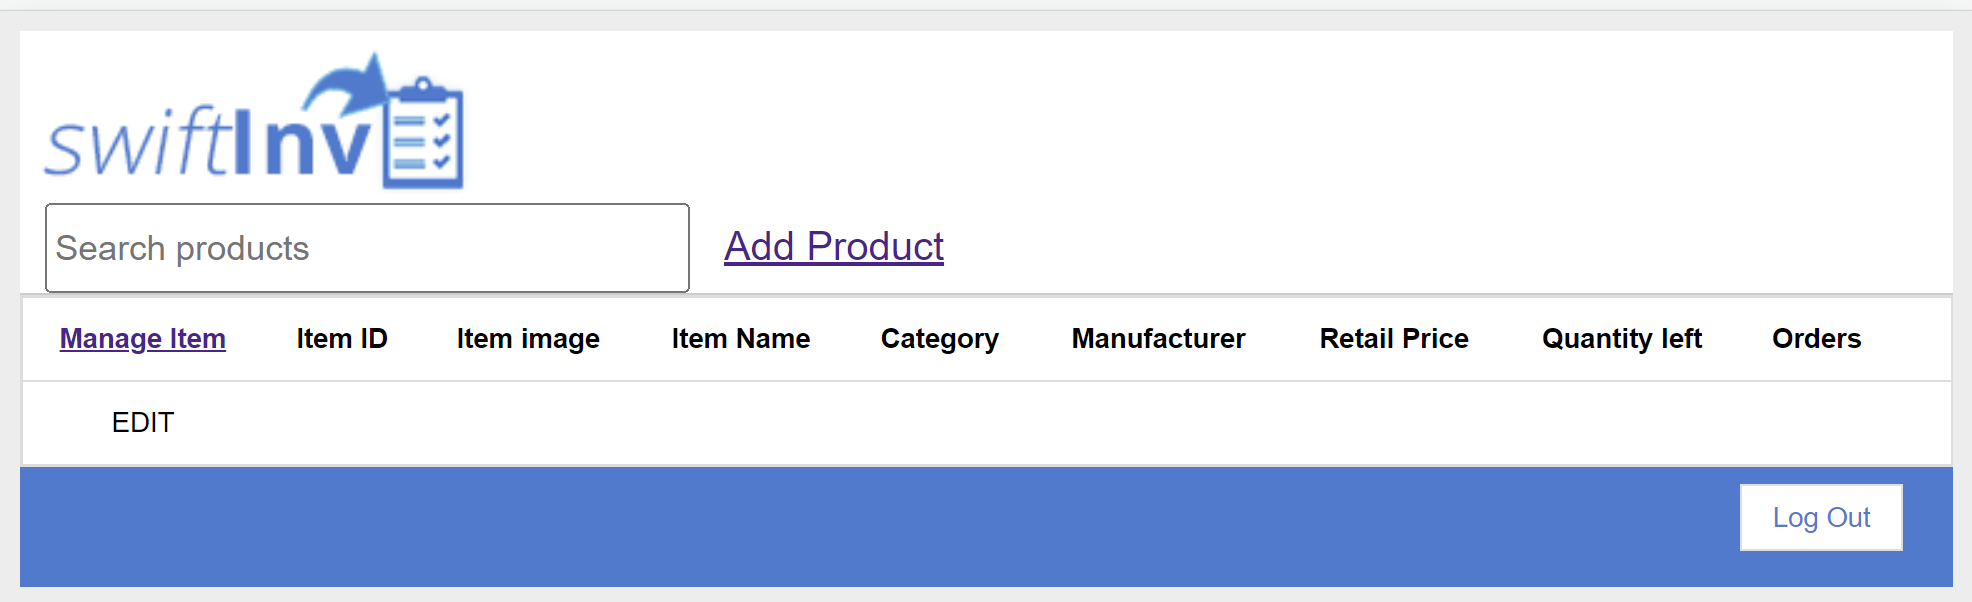 swiftInv
Search products
Add Product
Manage Item Item ID Item image Item Name Category Manufacturer Retail Price Quantity left Orders
EDIT
Log Out